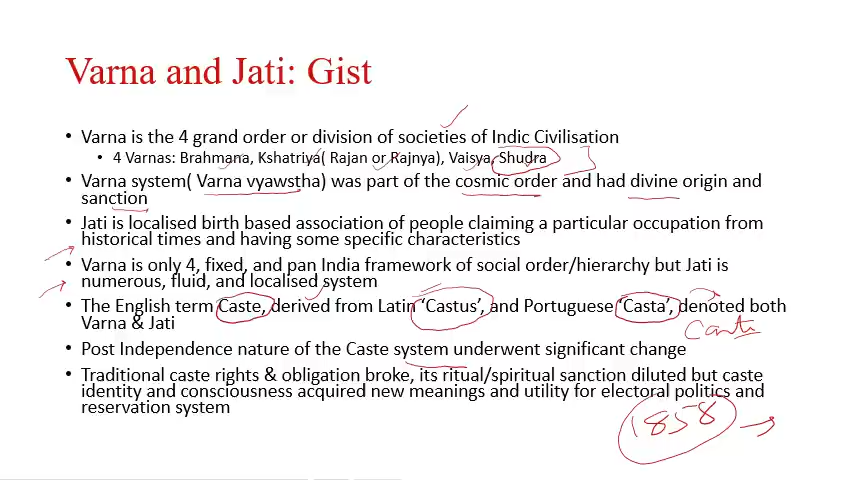 Varna and Jati: Gist
• Varna is the 4 grand order or division of societies of Indic Civilisation
• 4 Varnas: Brahmana, Kshatriya( Rajan or Rajnya), Vaisya, Shudra
• Varna system( Varna vyawstha) was part of the cosmic order and had divine origin and
sanction
• Jati is localised birth based association of people claiming a particular occupation from
historical times and having some specific characteristics
• Varna is only 4, fixed, and pan India framework of social order/hierarchy but Jati is
numerous, fluid, and localised system
• The English term Caste, derived from Latin ‘Castus’, and Portuguese ‘Casta’, denoted both
Varna & Jati
• Post Independence nature of the Caste system underwent significant change
• Traditional caste rights & obligation broke, its ritual/spiritual sanction diluted but caste
identity and consciousness acquired new meanings and utility for electoral politics and
reservation system
1858